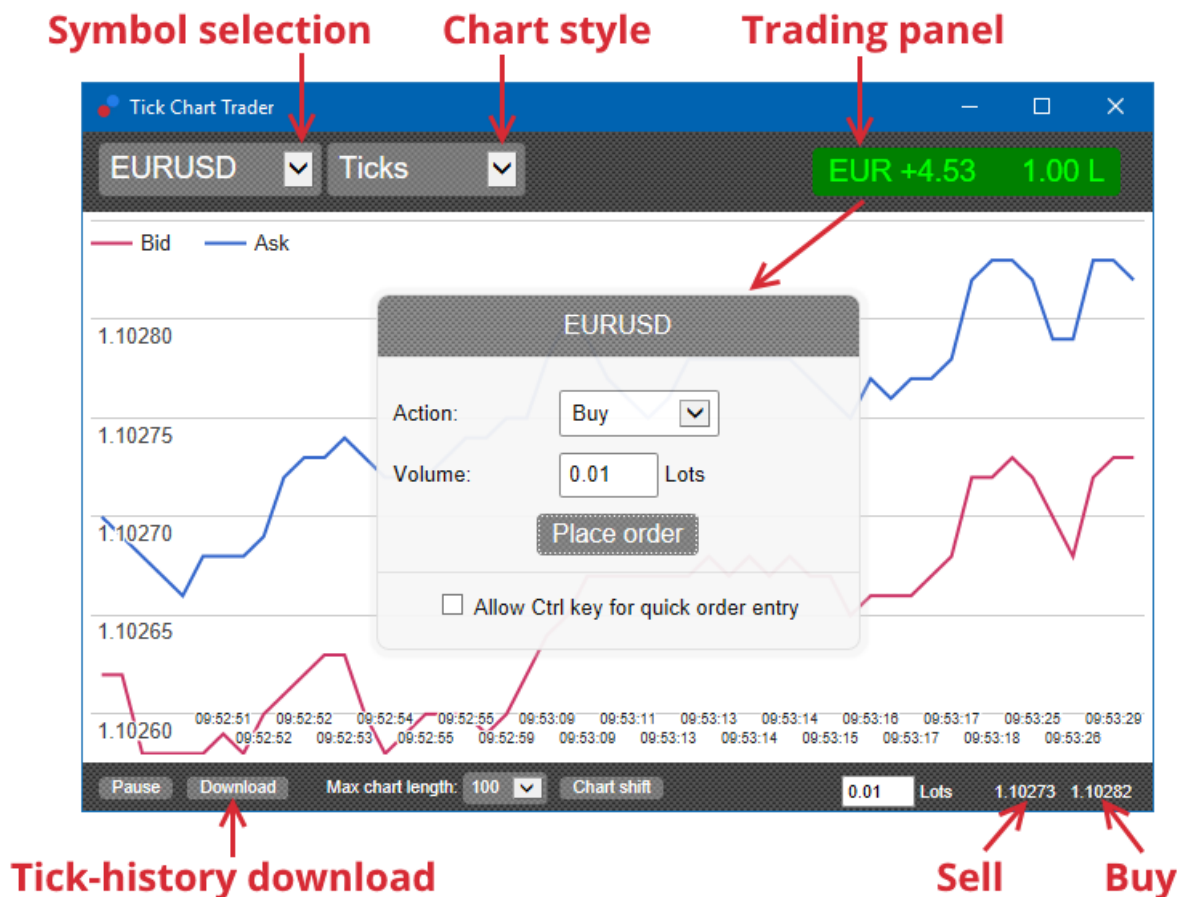 Symbol selection Chart style Trading panel
Tick Chart Trader
EURUSD Ticks EUR +4.53 1.00 L
Bid Ask
EURUSD
1.10280
Action: Buy
1.10275
Volume: 0.01 Lots
1.10270
Place order
Allow Ctrl key for quick order entry
1.10265
09:52:51 09:52:52 09:52:54 09:52:55 09:53:09 09:53:11 09:53:13 09:53:14 09:53:16 09:53:17 09:53:25 09:53:29
1.10260
09:52:52 09:52:53 09:52:55 09:52:59 09:53:09 09:53:13 09:53:14 09:53:15 09:53:17 09:53:18 09:53:26
Pause Download Max chart length: 100 Chart shift 0.01 Lots 1.10273 1.10282
Tick-history download Sell Buy